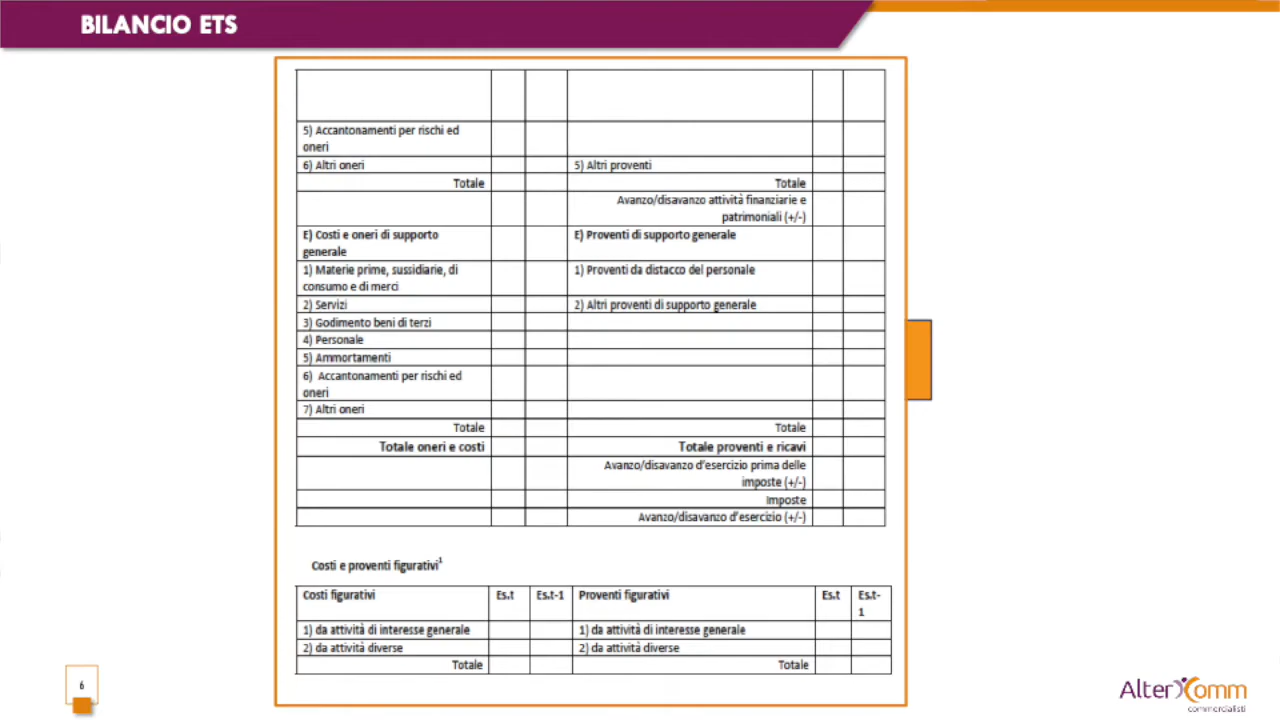 BILANCIO ETS
5) Accantonamenti per rischi ed
oneri
6) Altri oneri
5) Altri proventi
Totale
Totale
Avanzo/disavanzo attività finanziarie e
patrimoniali (+/-)
E) Costi e oneri di supporto
generale
E) Proventi di supporto generale
1) Materie prime, sussidiarie, di
consumo e di merci
1) Proventi da distacco del personale
2) Servizi
2) Altri proventi di supporto generale
3) Godimento beni di terzi
4) Personale
5) Ammortamenti
6) Accantonamenti per rischi ed
oneri
7) Altri oneri
Totale
Totale
Totale oneri e costi
Totale proventi e ricavi
Avanzo/disavanzo d'esercizio prima delle
imposte (+/-)
Imposte
Avanzo/disavanzo d'esercizio (+/-)
Costi e proventi figurativi¹
Costi figurativi
Es.t
Es.t-1
Proventi figurativi
Es.t
Es.t-
1
1) da attività di interesse generale
1) da attività di interesse generale
2) da attività diverse
2) da attività diverse
Totale
Totale
6
AlterComm
commercialisti